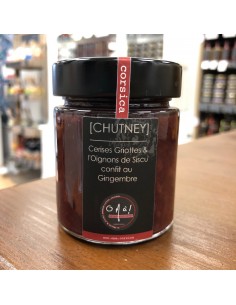 corsica
[CHUTNEY]
Cerises Griottes &
l'Oignons de Siscu
confit au
Gingembre